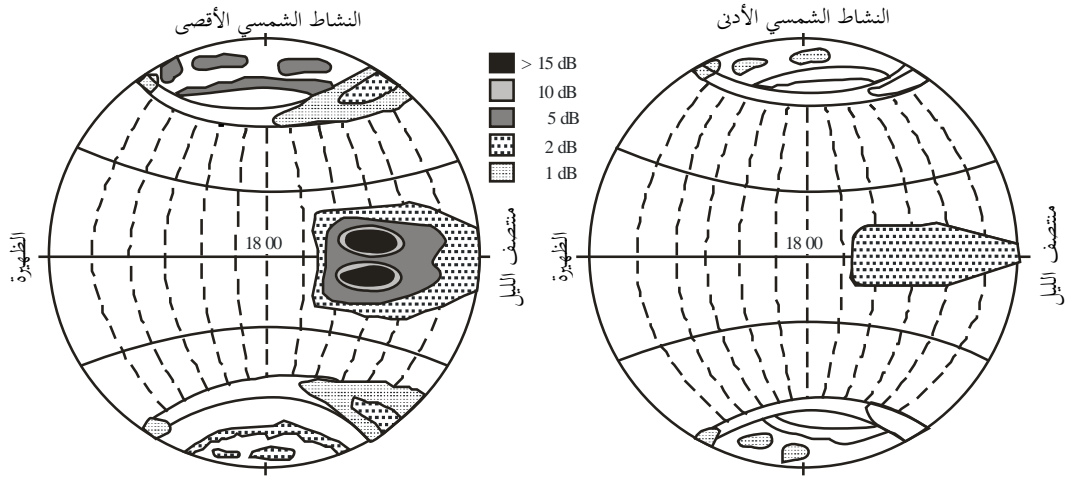 النشاط الشمسي الأقصى
النشاط الشمسي الأدنى
> 15 dB
10 dB
5 dB
2 dB
1 dB
الظهيرة
18 00
منتصف الليل
الظهيرة
18 00
منتصف الليل